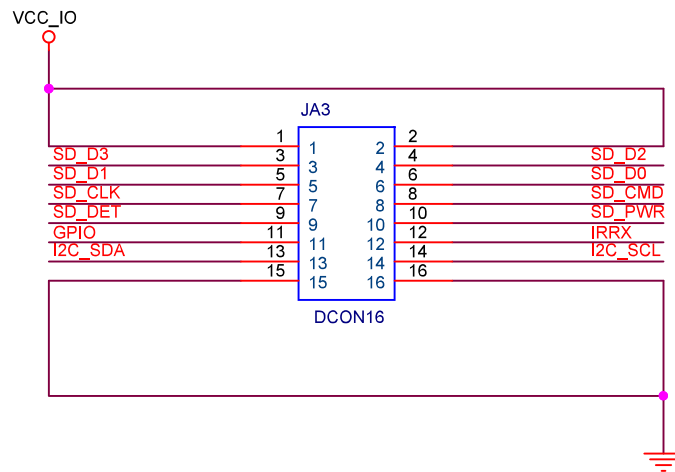 VCC_IO
JA3
1 1 2 2
SD_D3 3 3 4 4 SD_D2
SD_D1 5 5 6 6 SD_D0
SD_CLK 7 7 8 8 SD_CMD
SD_DET 9 9 10 10 SD_PWR
GPIO 11 11 12 12 IRRX
I2C_SDA 13 13 14 14 I2C_SCL
15 15 16 16
DCON16